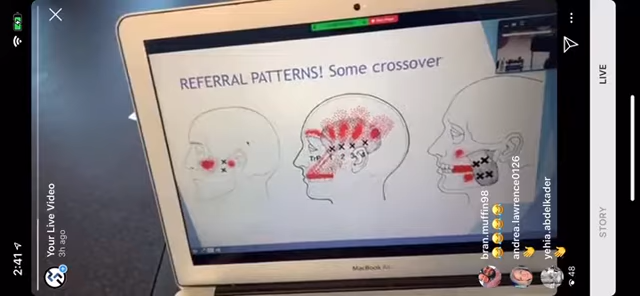 REFERRAL PATTERNS! Some crossover
TrP
MacBook Air
2:41
Your Live Video
3h ago
bran.muffin98
andrea.lawrence0126
yehia.abdelkader
48
LIVE
STORY